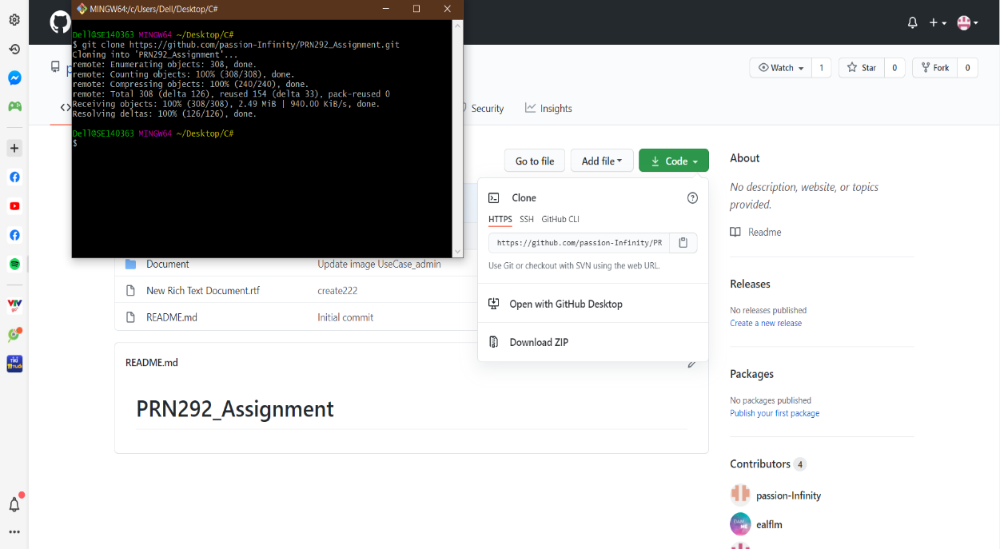 MINGW64:/c/Users/Dell/Desktop/C#
Dell@SE140363 MINGW64 ~/Desktop/C#
$ git clone https://github.com/passion-Infinity/PRN292_Assignment.git
Cloning into 'PRN292_Assignment'...
remote: Enumerating objects: 308, done.
remote: Counting objects: 100% (308/308), done.
remote: Compressing objects: 100% (240/240), done.
remote: Total 308 (delta 126), reused 154 (delta 33), pack-reused 0
Receiving objects: 100% (308/308), 2.49 MiB | 940.00 KiB/s, done.
Resolving deltas: 100% (126/126), done.
Dell@SE140363 MINGW64 ~/Desktop/C#
$
Watch 1 Star 0 Fork 0
Security Insights
Go to file Add file Code
Clone
HTTPS SSH GitHub CLI
https://github.com/passion-Infinity/PR
Use Git or checkout with SVN using the web URL.
Open with GitHub Desktop
Download ZIP
Document Update image UseCase_admin
New Rich Text Document.rtf create222
README.md Initial commit
README.md
PRN292_Assignment
About
No description, website, or topics
provided.
Readme
Releases
No releases published
Create a new release
Packages
No packages published
Publish your first package
Contributors 4
passion-Infinity
ealflm